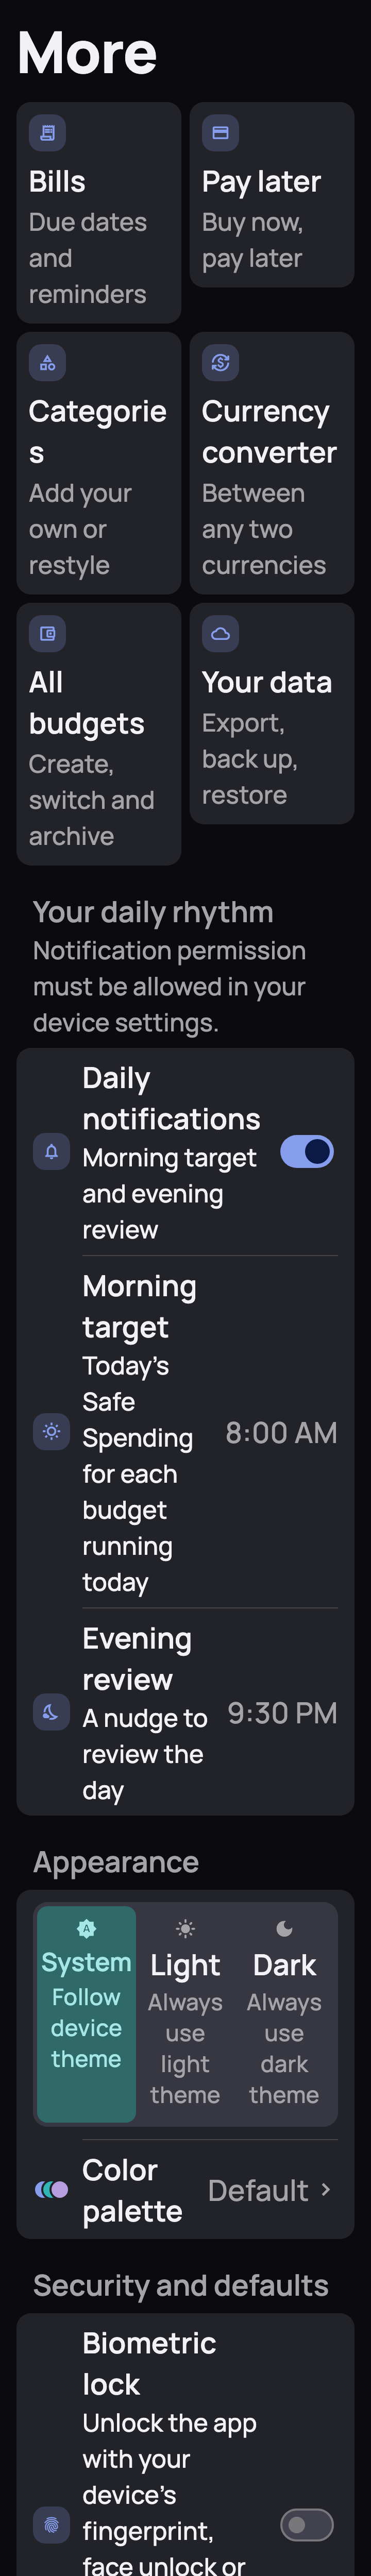 More
Bills
Due dates
and
reminders
Pay later
Buy now,
pay later
Categorie
s
Add your
own or
restyle
Currency
converter
Between
any two
currencies
All
budgets
Create,
switch and
archive
Your data
Export,
back up,
restore
Your daily rhythm
Notification permission
must be allowed in your
device settings.
Daily
notifications
Morning target
and evening
review
Morning
target
Today's
Safe
Spending
for each
budget
running
today
8:00 AM
Evening
review
A nudge to
review the
day
9:30 PM
Appearance
System
Follow
device
theme
Light
Always
use
light
theme
Dark
Always
use
dark
theme
Color
palette
Default
Security and defaults
Biometric
lock
Unlock the app
with your
device's
fingerprint,
face unlock or